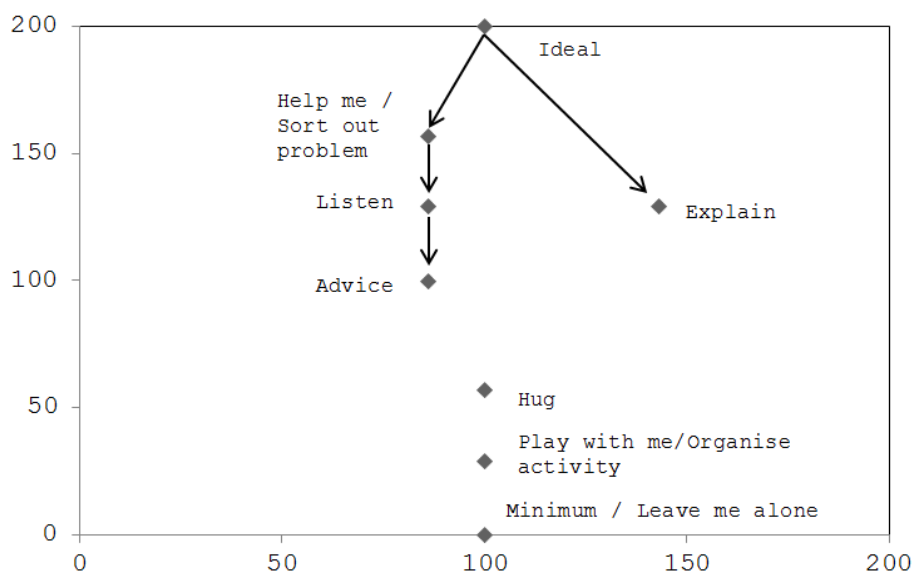 200
Ideal
Help me /
Sort out
problem
150
Listen
Explain
100
Advice
50
Hug
Play with me/Organise
activity
Minimum / Leave me alone
0
0
50
100
150
200